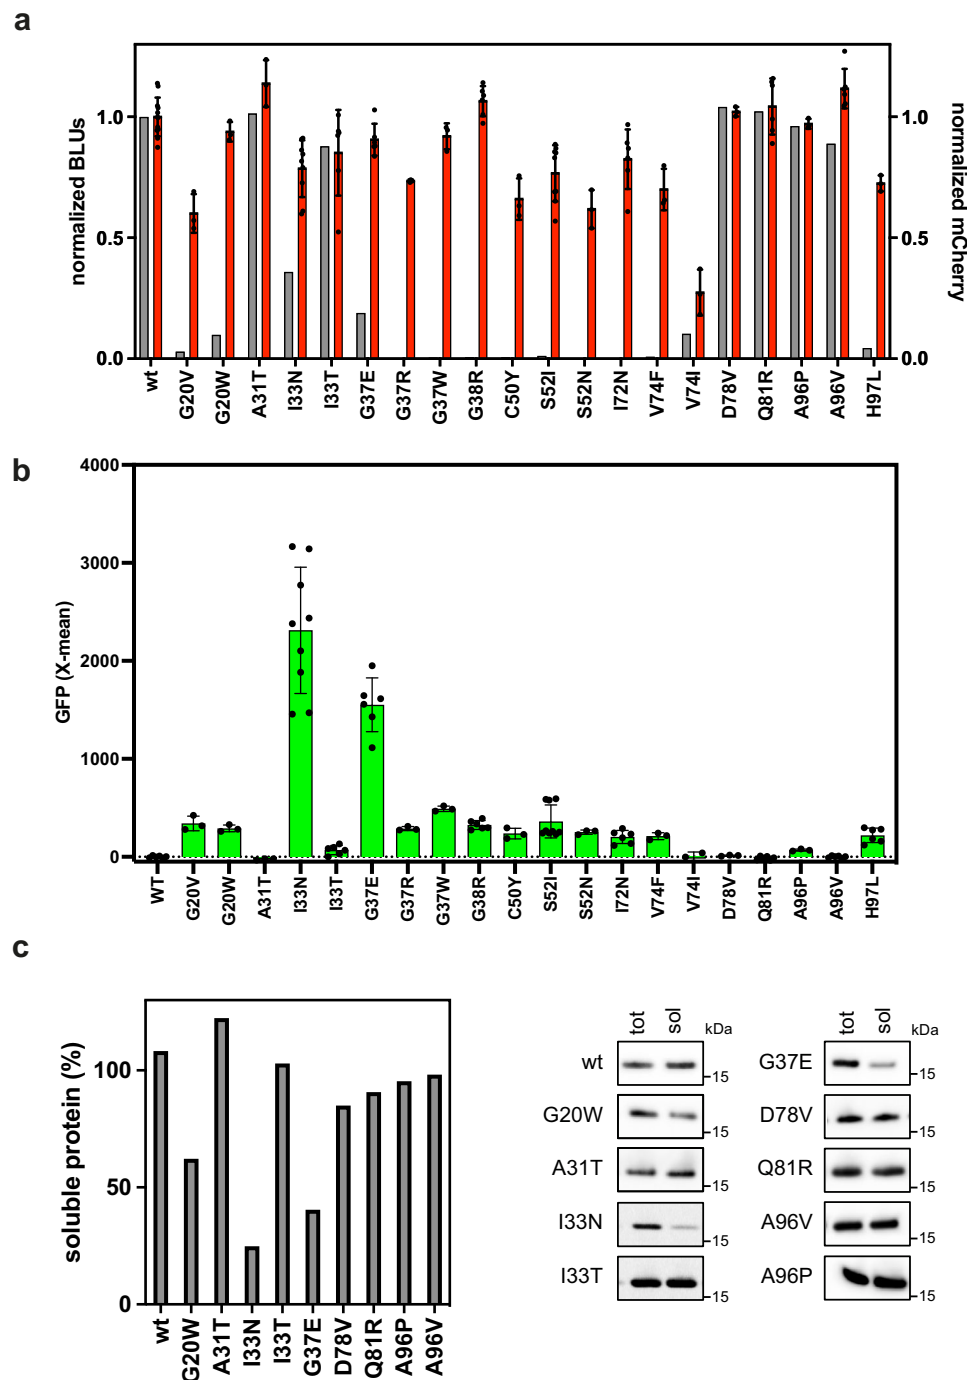 a
normalized BLUs
normalized mCherry
1.0
0.5
0.0
1.0
0.5
0.0
wt
G20V
G20W
A31T
I33N
I33T
G37E
G37R
G37W
G38R
C50Y
S52I
S52N
I72N
V74F
V74I
D78V
Q81R
A96P
A96V
H97L
b
GFP (X-mean)
4000
3000
2000
1000
0
WT
G20V
G20W
A31T
I33N
I33T
G37E
G37R
G37W
G38R
C50Y
S52I
S52N
I72N
V74F
V74I
D78V
Q81R
A96P
A96V
H97L
c
soluble protein (%)
100
50
0
wt
G20W
A31T
I33N
I33T
G37E
D78V
Q81R
A96P
A96V
tot sol kDa
wt 15
G20W 15
A31T 15
I33N 15
I33T 15
tot sol kDa
G37E 15
D78V 15
Q81R 15
A96V 15
A96P 15